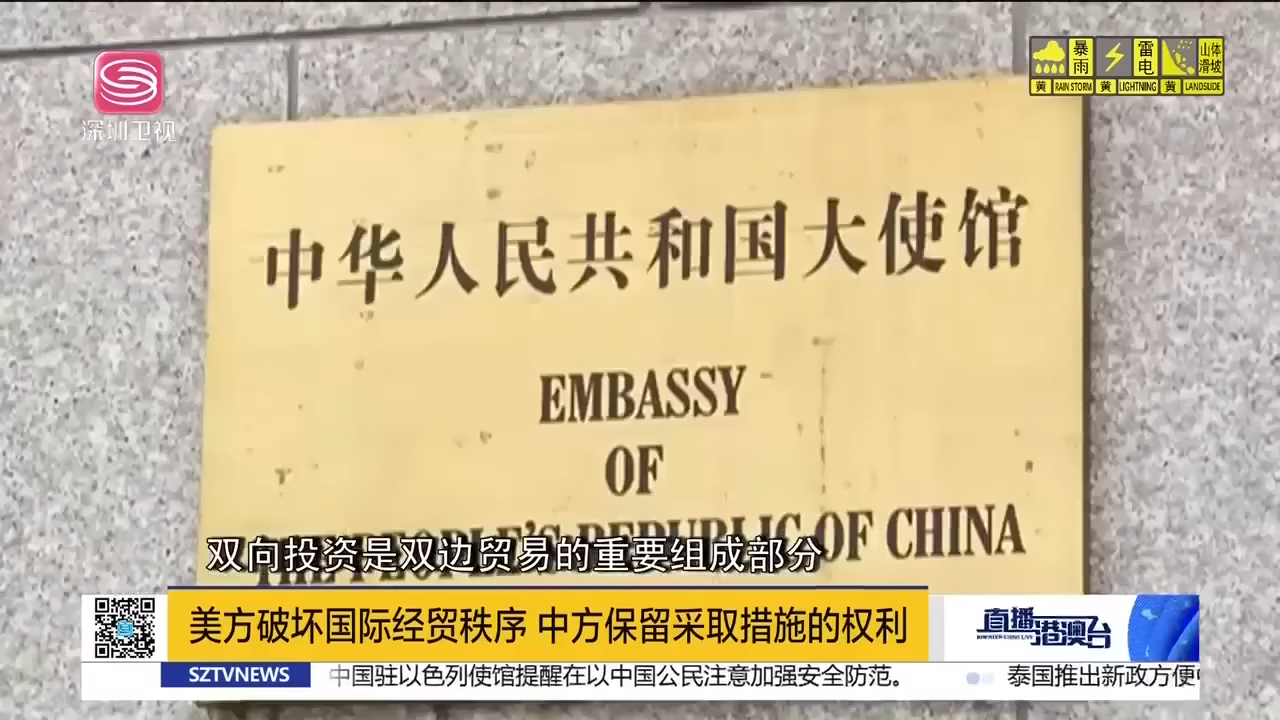 深圳卫视
暴雨 黄 RAIN STORM
雷电 黄 LIGHTNING
山体滑坡 黄 LANDSLIDE
中华人民共和国大使馆
EMBASSY
OF
THE PEOPLE'S REPUBLIC OF CHINA
双向投资是双边贸易的重要组成部分
美方破坏国际经贸秩序 中方保留采取措施的权利
直播港澳台
SZTVNEWS
中国驻以色列使馆提醒在以中国公民注意加强安全防范。
泰国推出新政方便